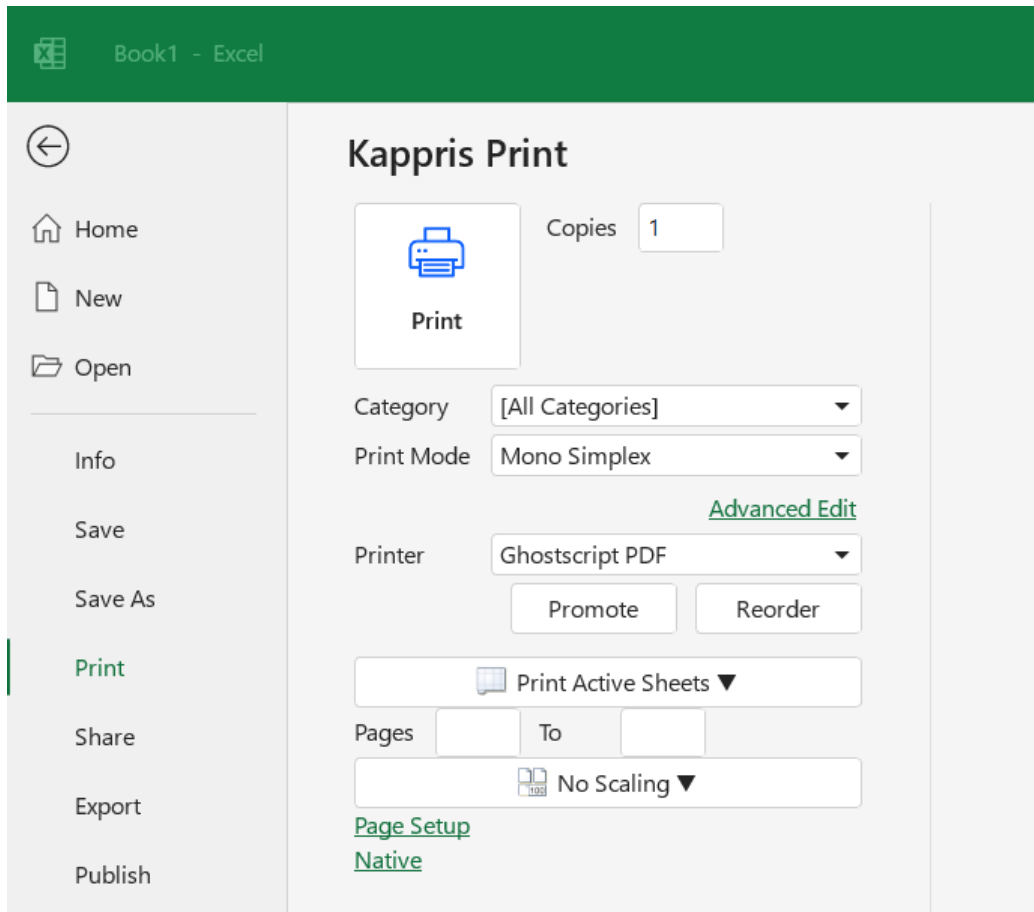 Book1 - Excel
Kappris Print
Home
New
Open
Info
Save
Save As
Print
Share
Export
Publish
Print
Copies 1
Category [All Categories]
Print Mode Mono Simplex
Advanced Edit
Printer Ghostscript PDF
Promote Reorder
Print Active Sheets ▼
Pages To
100 No Scaling ▼
Page Setup
Native